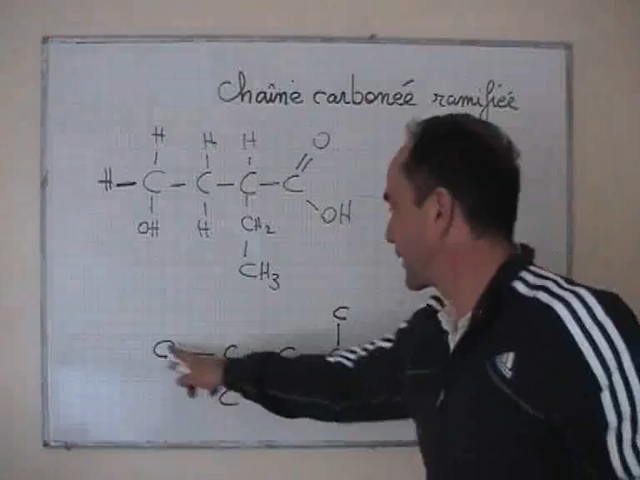 Chaîne carbonée ramifiée
H H H O
H - C - C - C - C
OH H CH₂ OH
CH₃
C
C - C - C
C